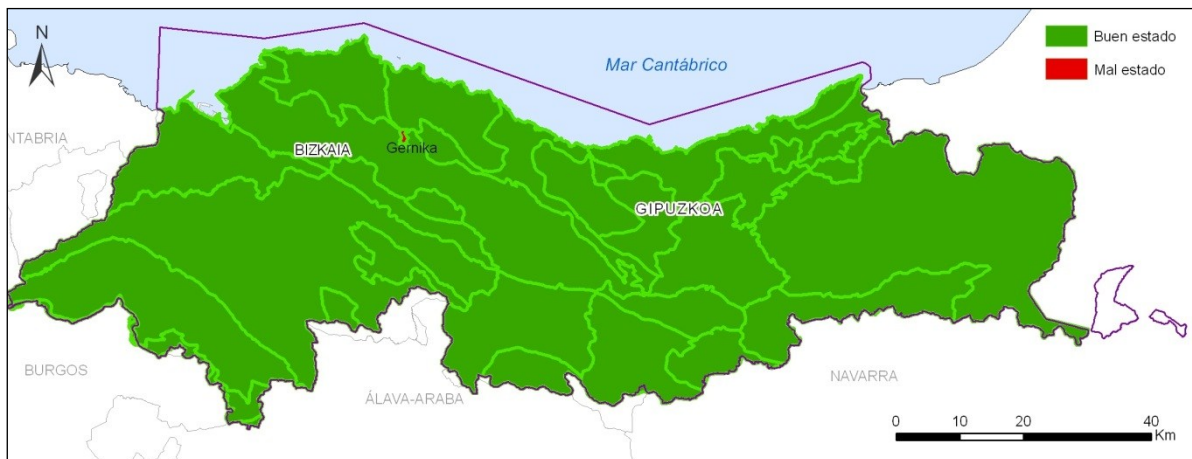 N
Buen estado
Mal estado
Mar Cantábrico
NTABRIA
BIZKAIA
Gernika
GIPUZKOA
BURGOS
ÁLAVA-ARABA
NAVARRA
0 10 20 40
Km